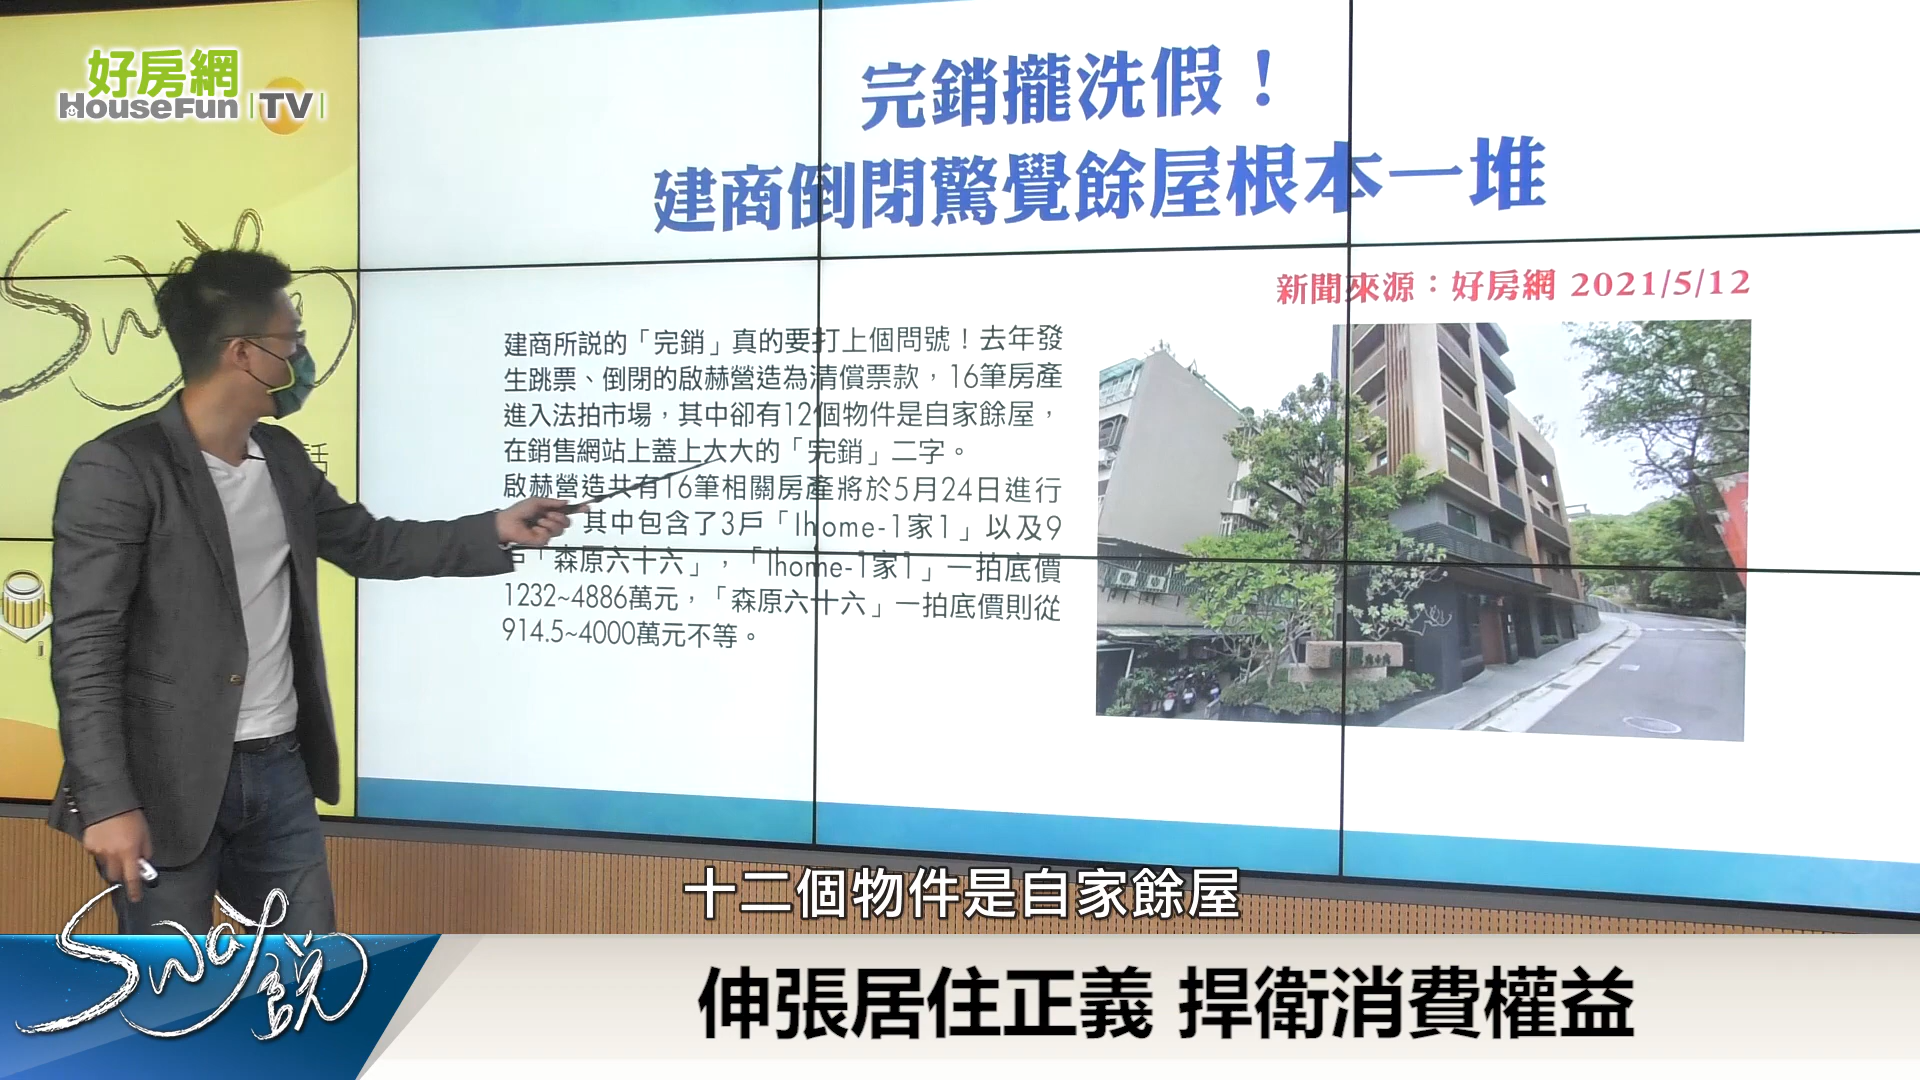 好房網
HouseFun TV
完銷攏洗假！
建商倒閉驚覺餘屋根本一堆
新聞來源：好房網 2021/5/12
建商所説的「完銷」真的要打上個問號！去年發
生跳票、倒閉的啟赫營造為清償票款，16筆房產
進入法拍市場，其中卻有12個物件是自家餘屋，
在銷售網站上蓋上大大的「完銷」二字。
啟赫營造共有16筆相關房產將於5月24日進行
其中包含了3戶「Ihome-1家1」以及9
「森原六十六」，「Ihome-1家1」一拍底價
1232~4886萬元，「森原六十六」一拍底價則從
914.5~4000萬元不等。
話
十二個物件是自家餘屋
Sway説
伸張居住正義 捍衛消費權益